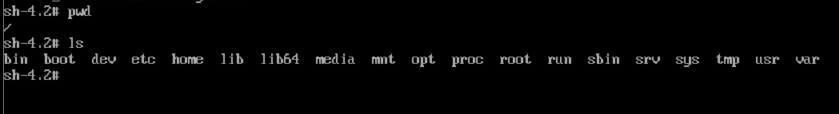 sh-4.2# pwd
/
sh-4.2# ls
bin boot dev etc home lib lib64 media mnt opt proc root run sbin srv sys tmp usr var
sh-4.2#